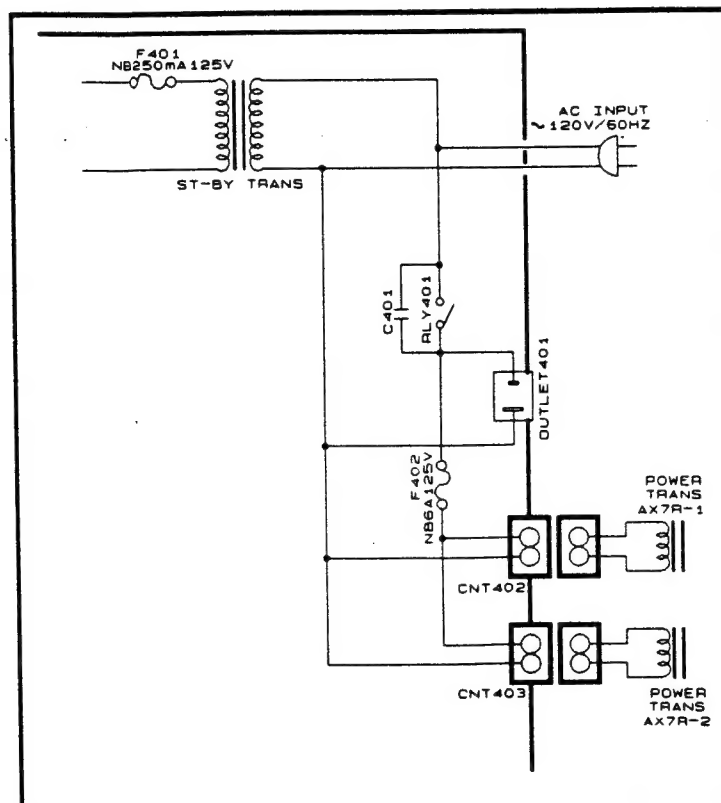 F401
NB250mA125V
AC INPUT
~120V/60HZ
ST-BY TRANS
C401
RLY401
OUTLET401
F402
NB6A125V
POWER
TRANS
AX7R-1
CNT402
CNT403
POWER
TRANS
AX7R-2